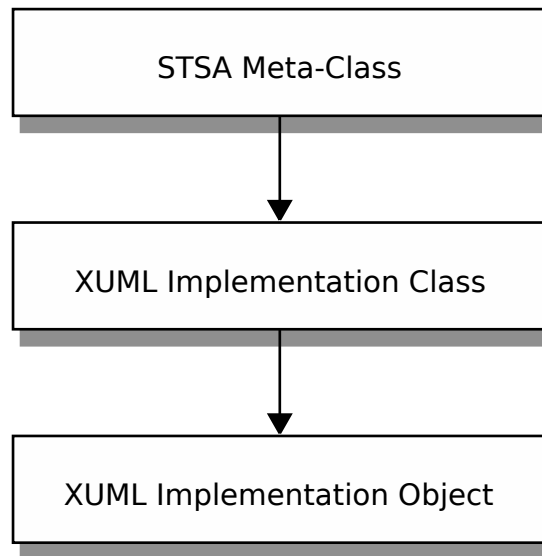 STSA Meta-Class
XUML Implementation Class
XUML Implementation Object